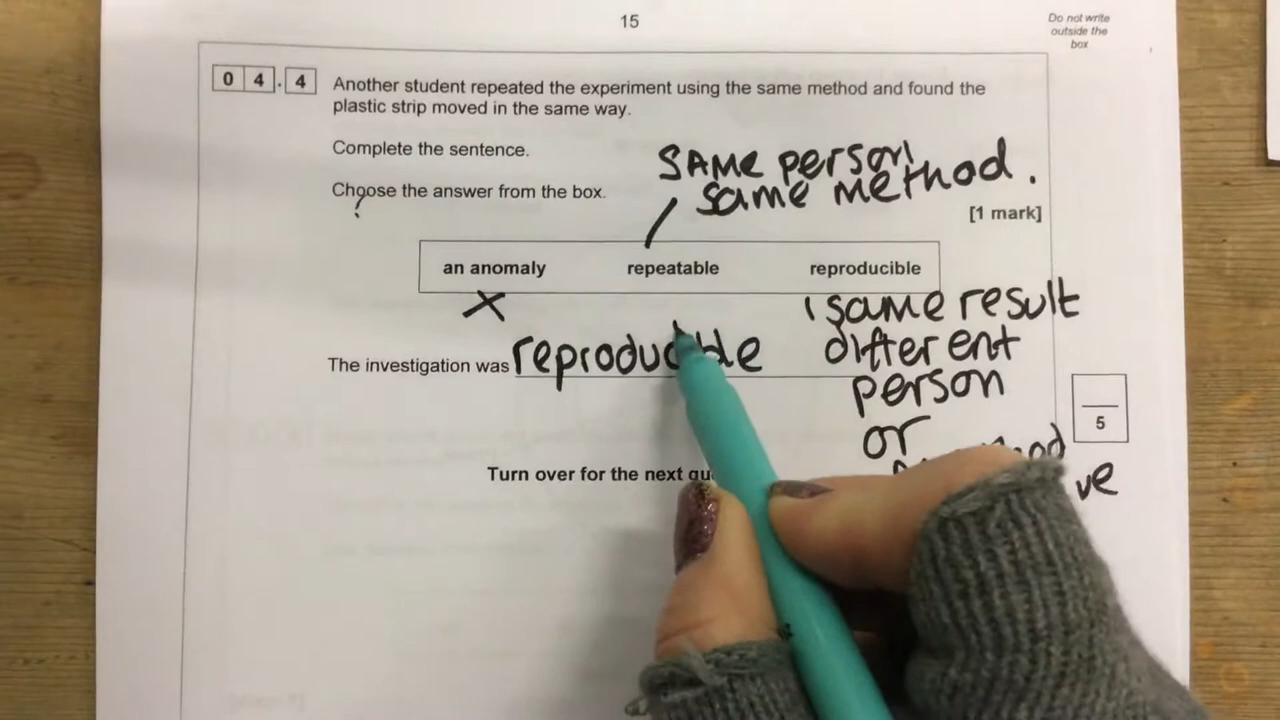 15
Do not write
outside the
box
0 4 . 4 Another student repeated the experiment using the same method and found the
plastic strip moved in the same way.
Complete the sentence.
Choose the answer from the box.
?
SAME person
same method.
[1 mark]
an anomaly repeatable reproducible
X
same result
different
person
or
The investigation was reproducible
5
Turn over for the next